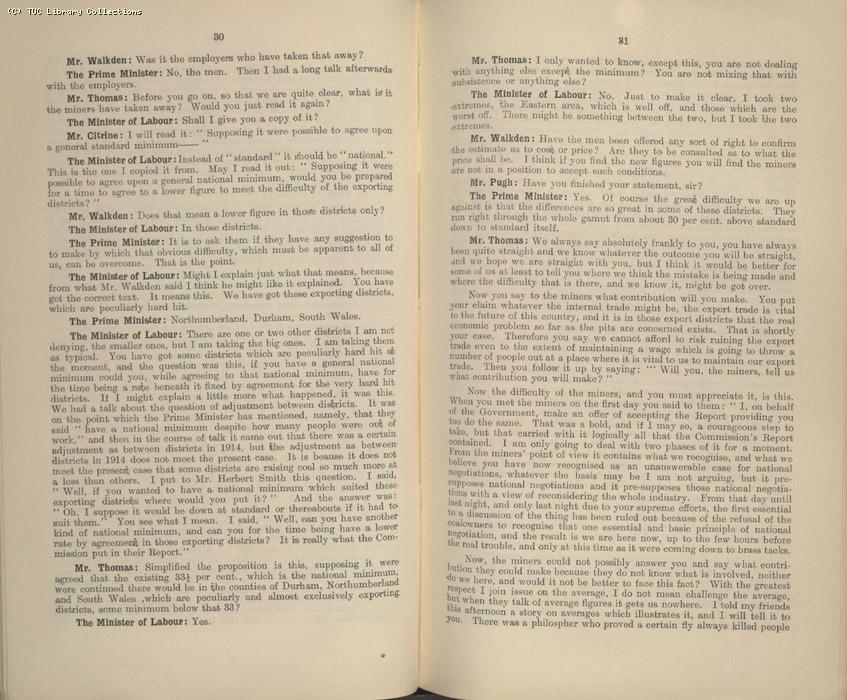 (C) TUC Library Collections
30
Mr. Walkden: Was it the employers who have taken that away?
The Prime Minister: No, the men. Then I had a long talk afterwards
with the employers.
Mr. Thomas: Before you go on, so that we are quite clear, what is it
the miners have taken away? Would you just read it again?
The Minister of Labour: Shall I give you a copy of it?
Mr. Citrine: I will read it: " Supposing it were possible to agree upon
a general standard minimum—— "
The Minister of Labour: Instead of "standard" it should be "national."
This is the one I copied it from. May I read it out: " Supposing it were
possible to agree upon a general national minimum, would you be prepared
for a time to agree to a lower figure to meet the difficulty of the exporting
districts? "
Mr. Walkden: Does that mean a lower figure in those districts only?
The Minister of Labour: In those districts.
The Prime Minister: It is to ask them if they have any suggestion to
to make by which that obvious difficulty, which must be apparent to all of
us, can be overcome. That is the point.
The Minister of Labour: Might I explain just what that means, because
from what Mr. Walkden said I think he might like it explained. You have
got the correct text. It means this. We have got these exporting districts,
which are peculiarly hard hit.
The Prime Minister: Northumberland, Durham, South Wales.
The Minister of Labour: There are one or two other districts I am not
denying, the smaller ones, but I am taking the big ones. I am taking them
as typical. You have got some districts which are peculiarly hard hit at
the moment, and the question was this, if you have a general national
minimum could you, while agreeing to that national minimum, have for
the time being a rate beneath it fixed by agreement for the very hard hit
districts. If I might explain a little more what happened, it was this.
We had a talk about the question of adjustment between districts. It was
on the point which the Prime Minister has mentioned, namely, that they
said " have a national minimum despite how many people were out of
work," and then in the course of talk it came out that there was a certain
adjustment as between districts in 1914, but the adjustment as between
districts in 1914 does not meet the present case. It is beause it does not
meet the present case that some districts are raising coal so much more at
a loss then others. I put to Mr. Herbert Smith this question. I said,
" Well, if you wanted to have a national minimum which suited these
exporting districts where would you put it? " And the answer was:
" Oh, I suppose it would be down at standard or thereabouts if it had to
suit them." You see what I mean. I said, " Well, can you have another
kind of national minimum, and can you for the time being have a lower
rate by agreement in those exporting districts? It is really what the Com-
mission put in their Report."
Mr. Thomas: Simplified the proposition is this, supposing it were
agreed that the existing 33⅓ per cent., which is the national minimum,
were continued there would be in the counties of Durham, Northumberland
and South Wales ,which are peculiarly and almost exclusively exporting
districts, some minimum below that 33?
The Minister of Labour: Yes.
31
Mr. Thomas: I only wanted to know, except this, you are not dealing
with anything else except the minimum? You are not mixing that with
subsistence or anything else?
The Minister of Labour: No. Just to make it clear, I took two
extremes, the Eastern area, which is well off, and those which are the
worst off. There might be something between the two, but I took the two
extremes.
Mr. Walkden: Have the men been offered any sort of right to confirm
the estimate as to cost or price? Are they to be consulted as to what the
price shall be. I think if you find the new figures you will find the miners
are not in a position to accept such conditions.
Mr. Pugh: Have you finished your statement, sir?
The Prime Minister: Yes. Of course the great difficulty we are up
against is that the differences are so great in some of these districts. They
run right through the whole gamut from about 30 per cent. above standard
down to standard itself.
Mr. Thomas: We always say absolutely frankly to you, you have always
been quite straight and we know whatever the outcome you will be straight,
and we hope we are straight with you, but I think it would be better for
some of us at least to tell you where we think the mistake is being made and
where the difficulty that is there, and we know it, might be got over.
Now you say to the miners what contribution will you make. You put
your claim whatever the internal trade might be, the export trade is vital
to the future of this country, and it is in those export districts that the real
economic problem so far as the pits are concerned exists. That is shortly
your case. Therefore you say we cannot afford to risk ruining the export
trade even to the extent of maintaining a wage which is going to throw a
number of people out at a place where it is vital to us to maintain our export
trade. Then you follow it up by saying: "' Will you, the miners, tell us
what contribution you will make? "
Now the difficulty of the miners, and you must appreciate it, is this.
When you met the miners on the first day you said to them: " I, on behalf
of the Government, make an offer of accepting the Report providing you
too do the same. That was a bold, and if I may so, a courageous step to
take, but that carried with it logically all that the Commission's Report
contained. I am only going to deal with two phases of it for a moment.
From the miners' point of view it contains what we recognise, and what we
believe you have now recognised as an unanswerable case for national
negotiations, whatever the basis may be I am not arguing, but it pre-
supposes national negotiations and it pre-supposes those national negotia-
tions with a view of reconsidering the whole industry. From that day until
last night, and only last night due to your supreme efforts, the first essential
to a discussion of the thing has been ruled out because of the refusal of the
coalowners to recognise that one essential and basic principle of national
negotiation, and the result is we are here now, up to the few hours before
the real trouble, and only at this time as it were coming down to brass tacks.
Now, the miners could not possibly answer you and say what contri-
bution they could make because they do not know what is involved, neither
do we here, and would it not be better to face this fact? With the greatest
respect I join issue on the average, I do not mean challenge the average,
but when they talk of average figures it gets us nowhere. I told my friends
this afternoon a story on averages which illustrates it, and I will tell it to
you. There was a philospher who proved a certain fly always killed people